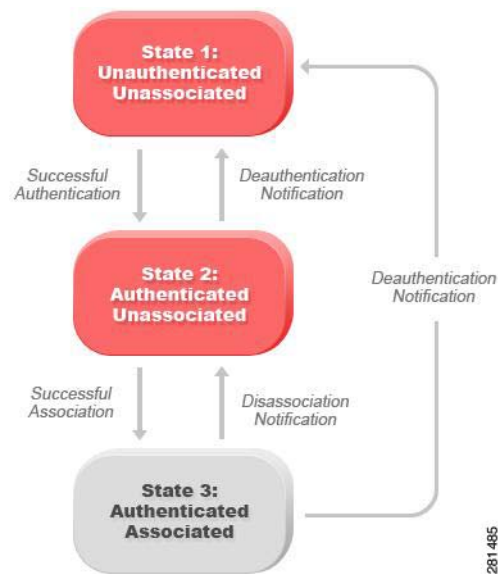 State 1:
Unauthenticated
Unassociated
Successful
Authentication
Deauthentication
Notification
State 2:
Authenticated
Unassociated
Deauthentication
Notification
Successful
Association
Disassociation
Notification
State 3:
Authenticated
Associated
281485